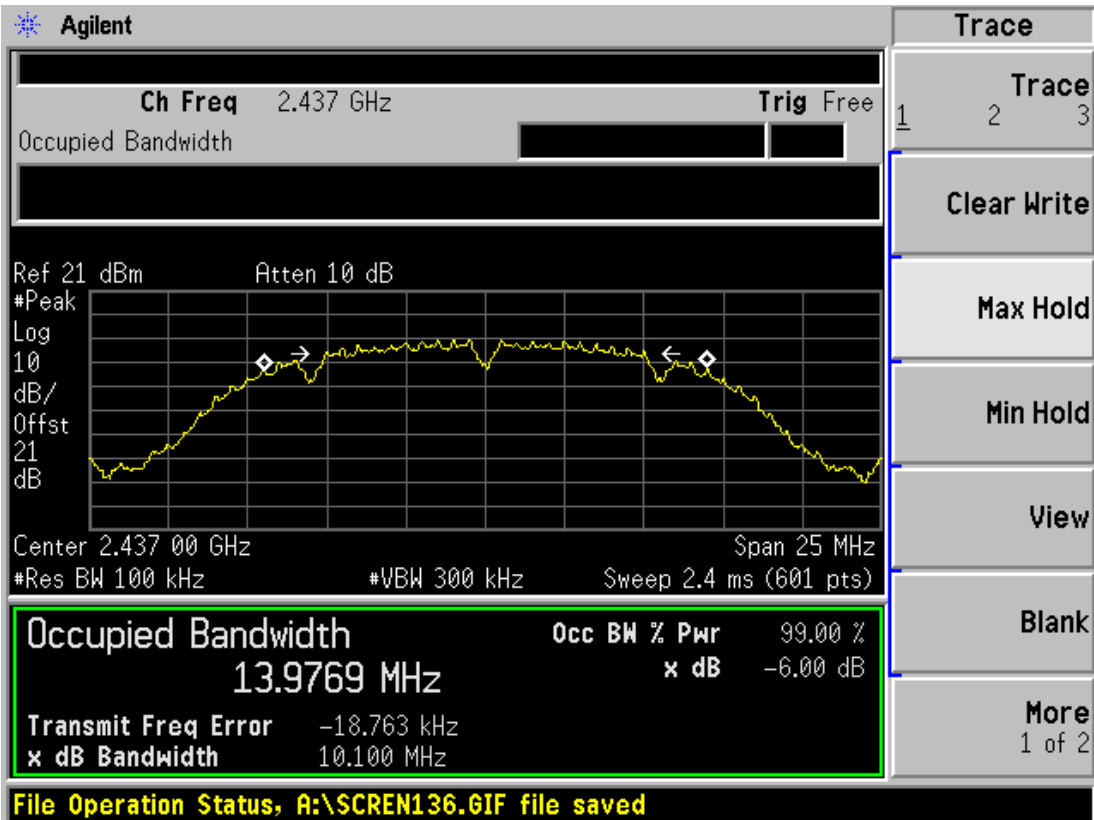 Agilent
Ch Freq 2.437 GHz Trig Free
Occupied Bandwidth
Ref 21 dBm Atten 10 dB
#Peak
Log
10
dB/
Offst
21
dB
Center 2.437 00 GHz Span 25 MHz
#Res BW 100 kHz #VBW 300 kHz Sweep 2.4 ms (601 pts)
Occupied Bandwidth
13.9769 MHz
Occ BW % Pwr 99.00 %
x dB -6.00 dB
Transmit Freq Error -18.763 kHz
x dB Bandwidth 10.100 MHz
File Operation Status, A:\SCREN136.GIF file saved
Trace
Trace
1 2 3
Clear Write
Max Hold
Min Hold
View
Blank
More
1 of 2